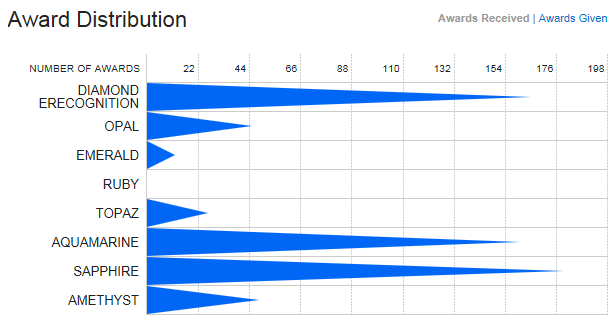 Award Distribution
Awards Received | Awards Given
NUMBER OF AWARDS 22 44 66 88 110 132 154 176 198
DIAMOND
ERECOGNITION
OPAL
EMERALD
RUBY
TOPAZ
AQUAMARINE
SAPPHIRE
AMETHYST